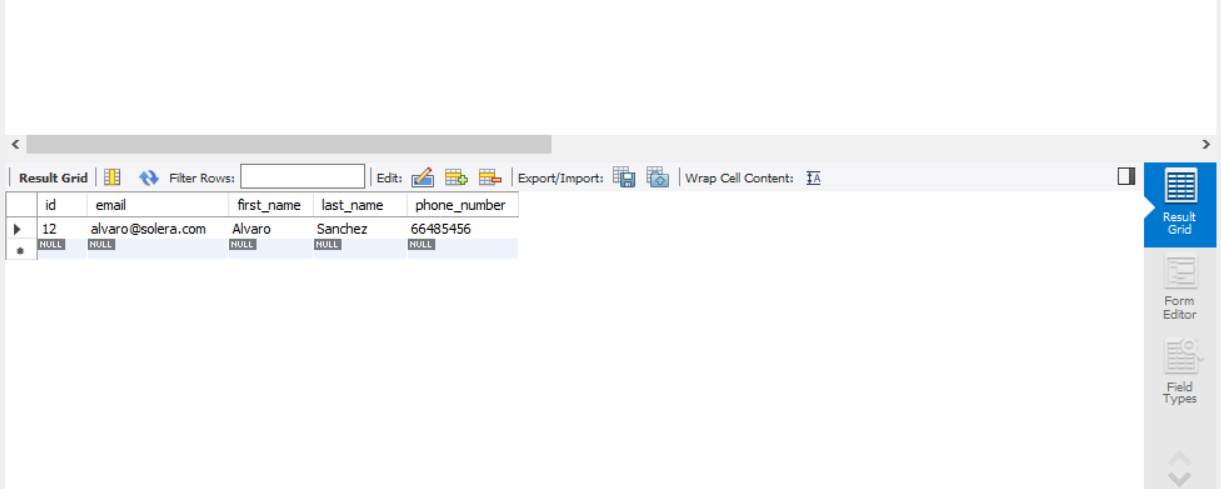 Result Grid Filter Rows: Edit: Export/Import: Wrap Cell Content: IA
id email first_name last_name phone_number
12 alvaro@solera.com Alvaro Sanchez 66485456
NULL NULL NULL NULL NULL
Result
Grid
Form
Editor
Field
Types